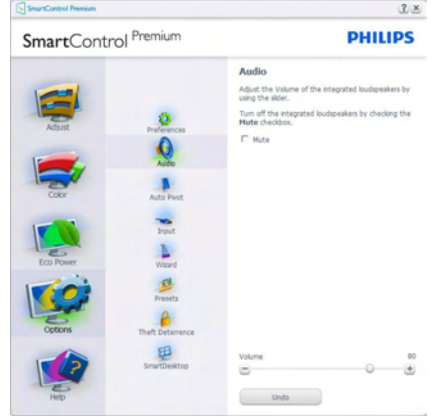 SmartControl Premium
SmartControl Premium
PHILIPS
Adjust
Color
Eco Power
Options
Help
Preferences
Audio
Auto Pivot
Input
Wizard
Presets
Theft Deterrence
SmartDesktop
Audio
Adjust the Volume of the integrated loudspeakers by
using the slider.
Turn off the integrated loudspeakers by checking the
Mute checkbox.
Mute
Volume 80
Undo